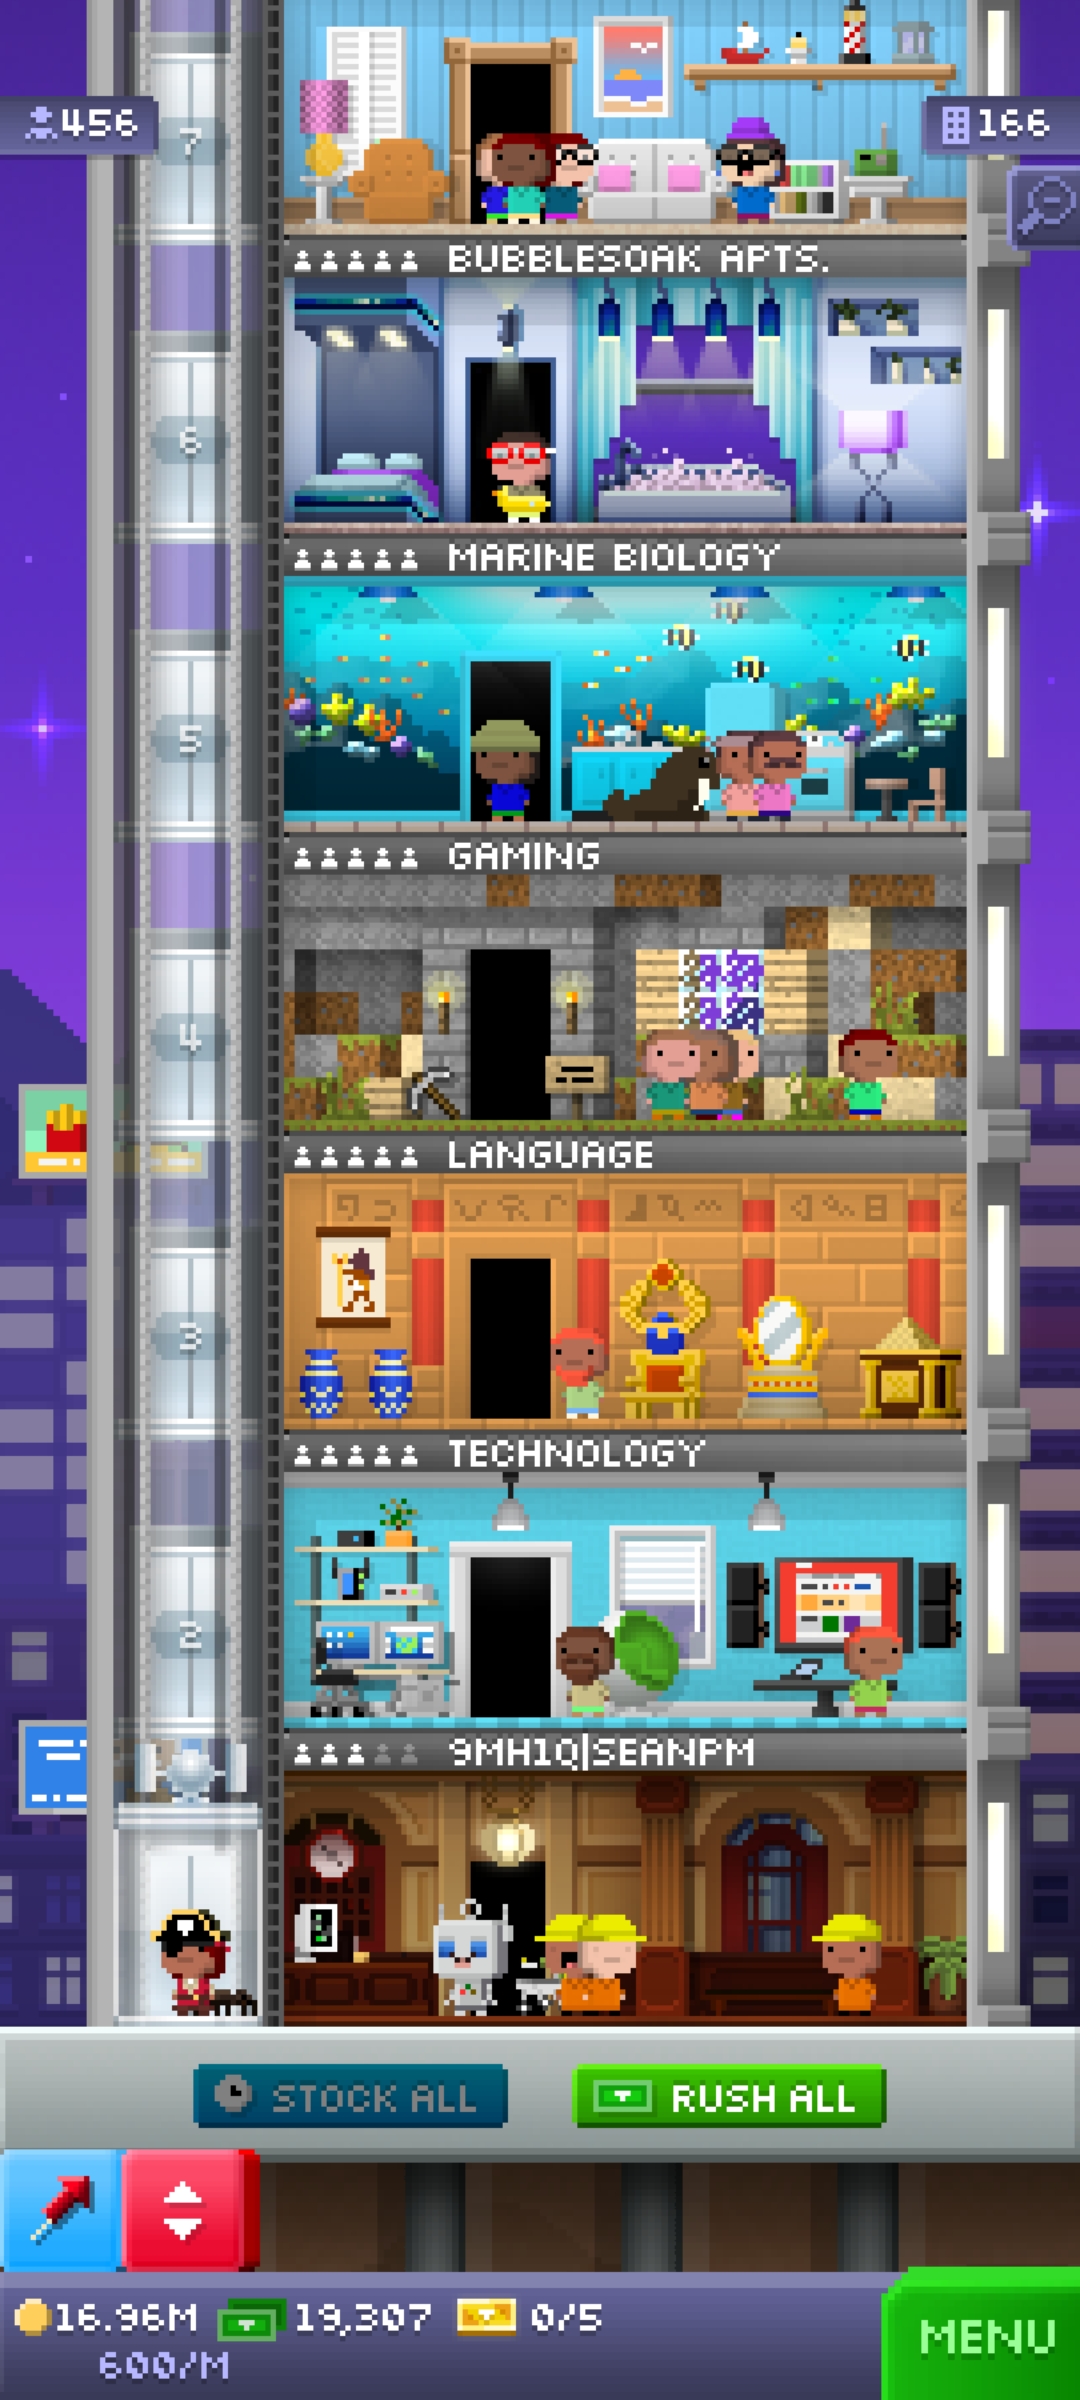 7
456
166
BUBBLESOAK APTS.
6
MARINE BIOLOGY
5
GAMING
4
LANGUAGE
3
TECHNOLOGY
2
9MH1Q|SEANPM
STOCK ALL
RUSH ALL
16.96M
19,307
0/5
600/M
MENU